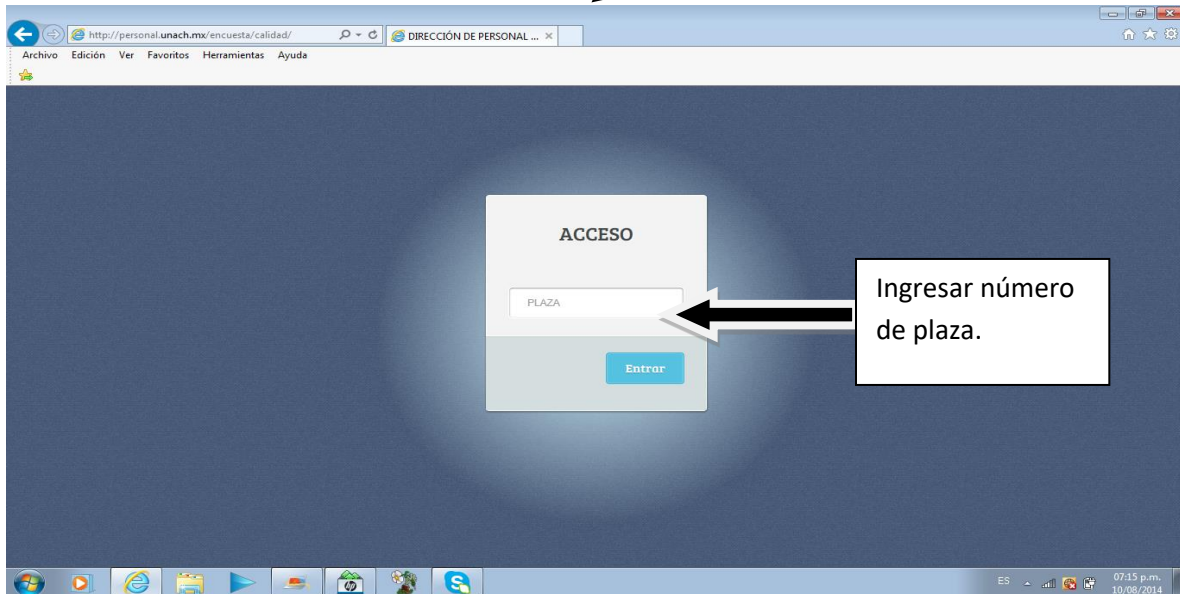 http://personal.unach.mx/encuesta/calidad/
DIRECCIÓN DE PERSONAL ...
Archivo Edición Ver Favoritos Herramientas Ayuda
ACCESO
PLAZA
Entrar
Ingresar número
de plaza.
hp
S
ES
07:15 p.m.
10/08/2014